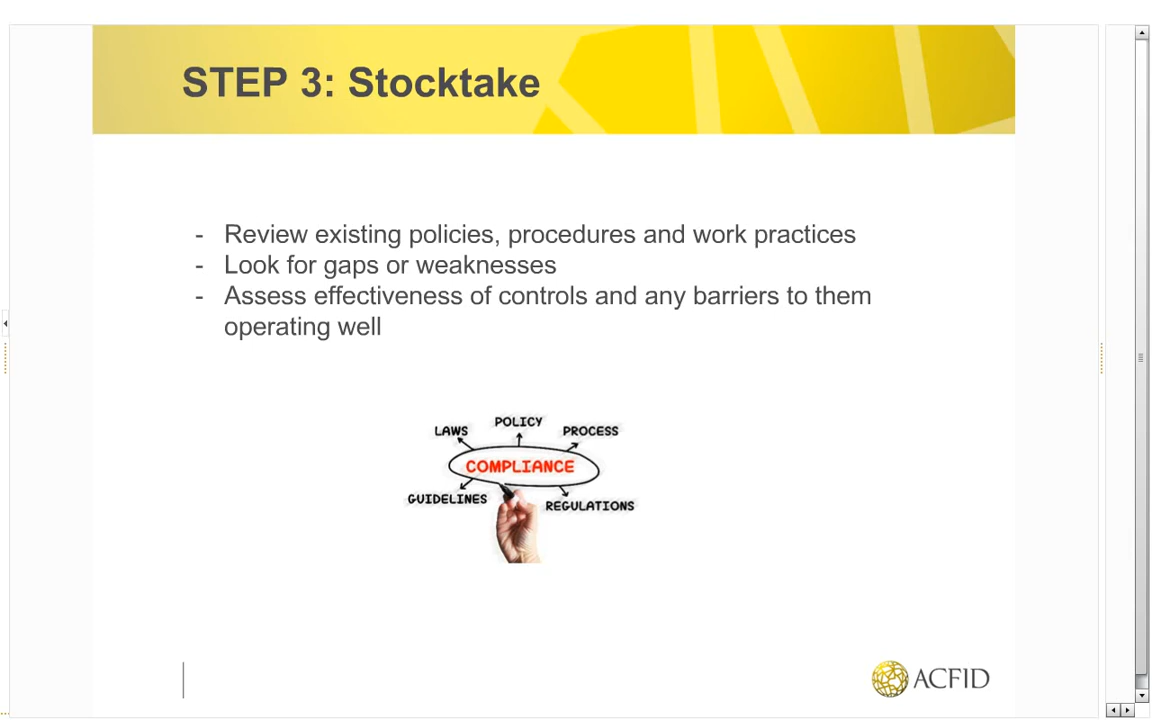 STEP 3: Stocktake
- Review existing policies, procedures and work practices
- Look for gaps or weaknesses
- Assess effectiveness of controls and any barriers to them
operating well
LAWS
POLICY
PROCESS
COMPLIANCE
GUIDELINES
REGULATIONS
ACFID